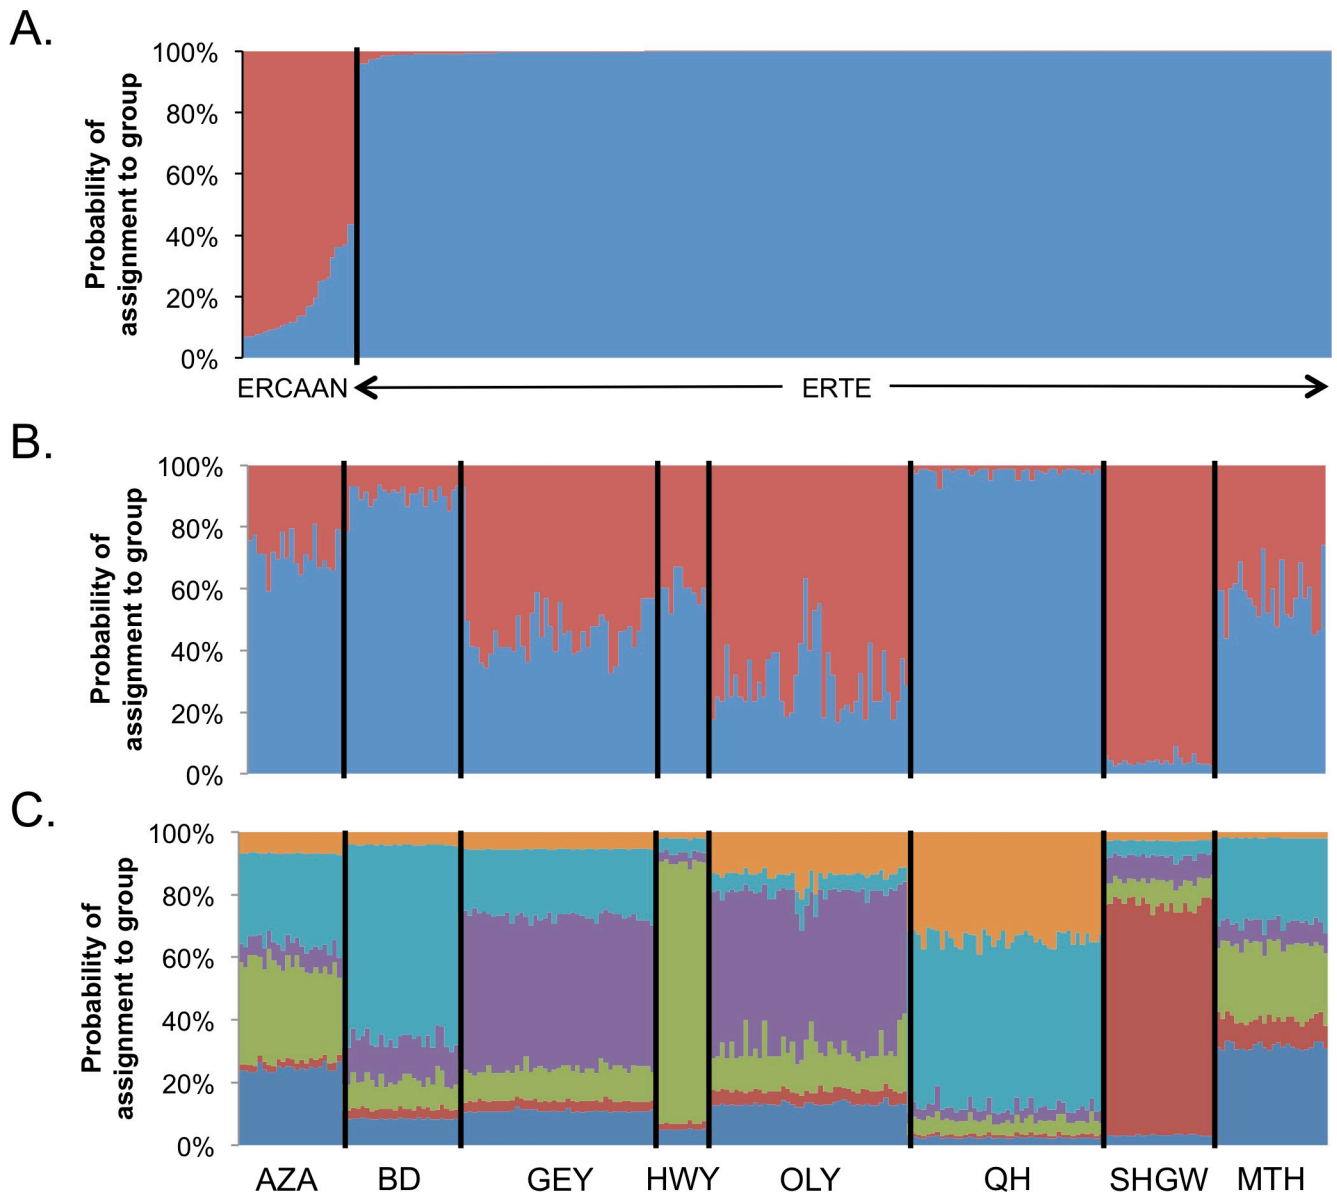 A.
100%
80%
60%
40%
20%
0%
Probability of
assignment to group
ERCAAN
ERTE
B.
100%
80%
60%
40%
20%
0%
Probability of
assignment to group
C.
100%
80%
60%
40%
20%
0%
Probability of
assignment to group
AZA BD GEY HWY OLY QH SHGW MTH